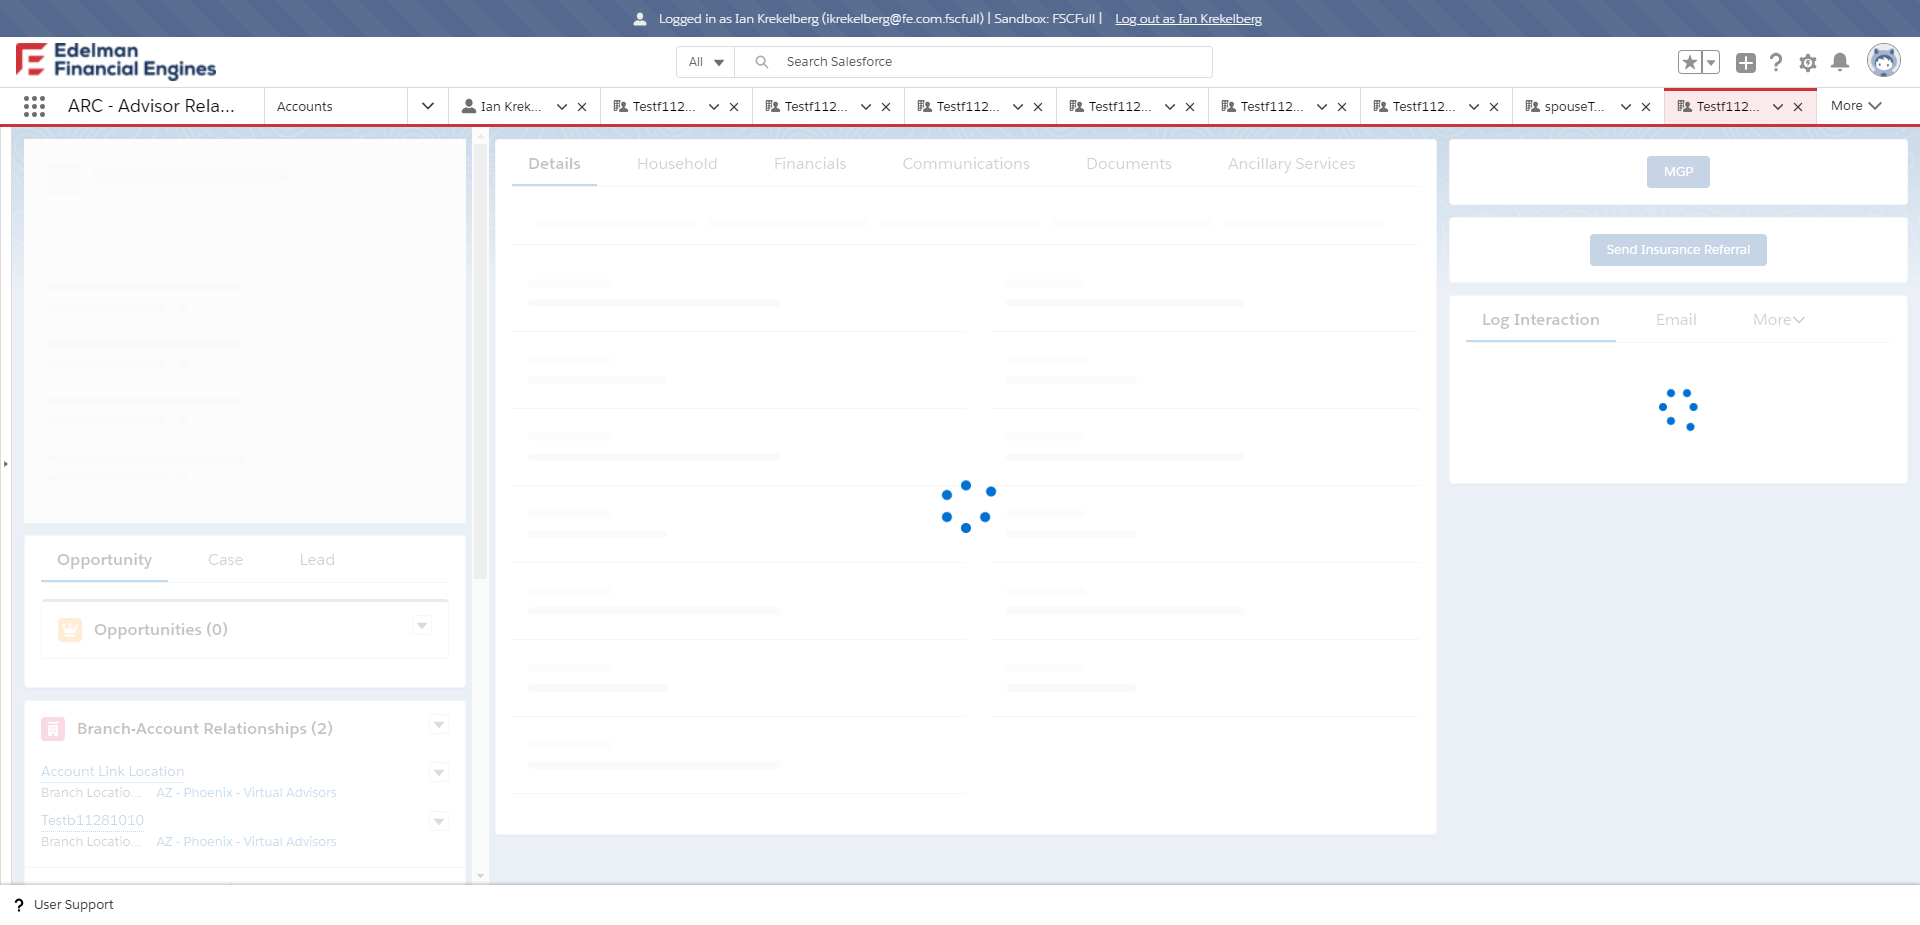 Logged in as Ian Krekelberg (ikrekelberg@fe.com.fscfull) | Sandbox: FSCFull | Log out as Ian Krekelberg
Edelman
Financial Engines
All
Search Salesforce
ARC - Advisor Rela...
Accounts
Ian Krek...
Testf112...
Testf112...
Testf112...
Testf112...
Testf112...
Testf112...
spouseT...
Testf112...
More
Details
Household
Financials
Communications
Documents
Ancillary Services
MGP
Send Insurance Referral
Log Interaction
Email
More
Opportunity
Case
Lead
Opportunities (0)
Branch-Account Relationships (2)
Account Link Location
Branch Locatio... AZ - Phoenix - Virtual Advisors
Testb11281010
Branch Locatio... AZ - Phoenix - Virtual Advisors
? User Support